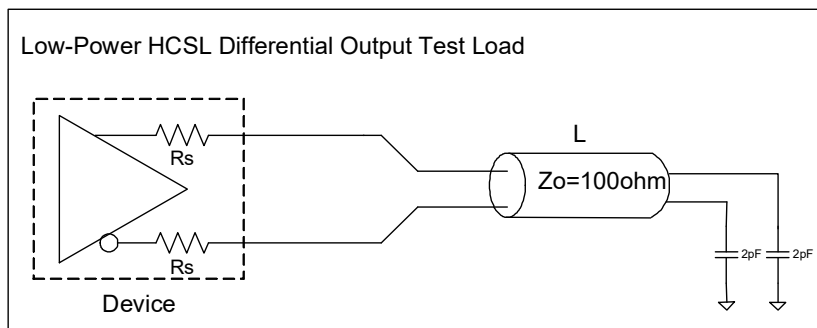 Low-Power HCSL Differential Output Test Load
Rs
L
Zo=100ohm
2pF 2pF
Rs
Device